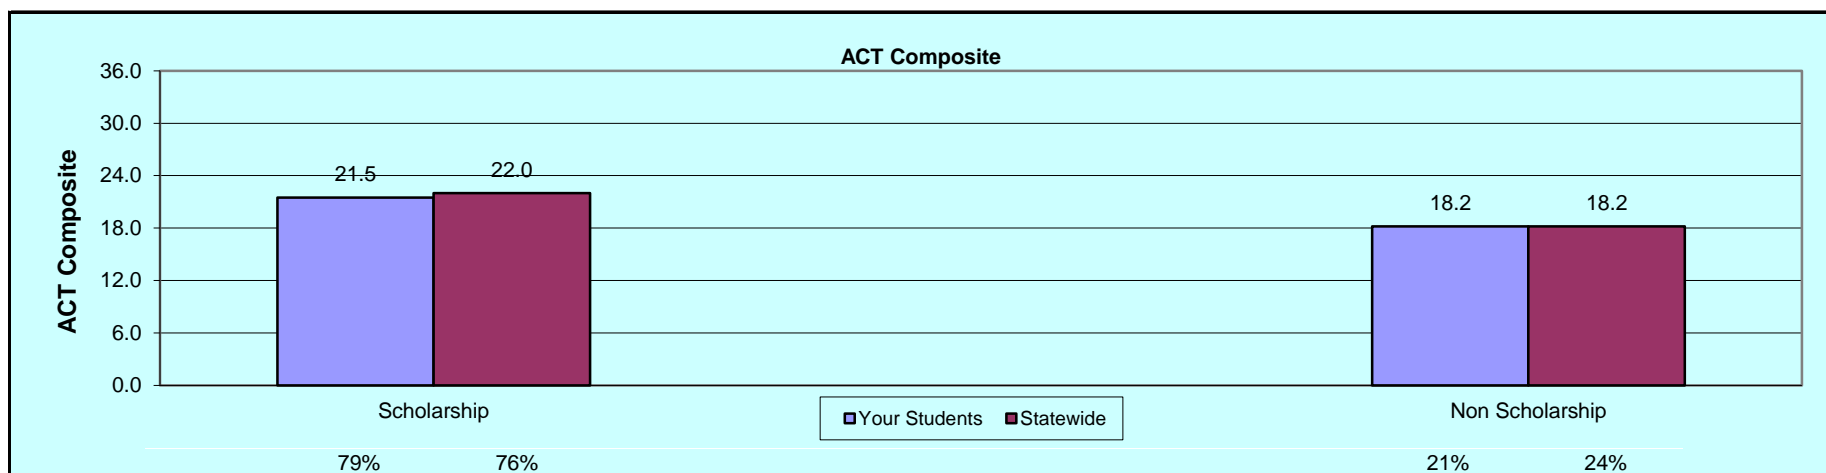 ACT Composite
36.0
30.0
24.0
18.0
12.0
6.0
0.0
ACT Composite
21.5 22.0 18.2 18.2
Scholarship Non Scholarship
Your Students Statewide
79% 76% 21% 24%